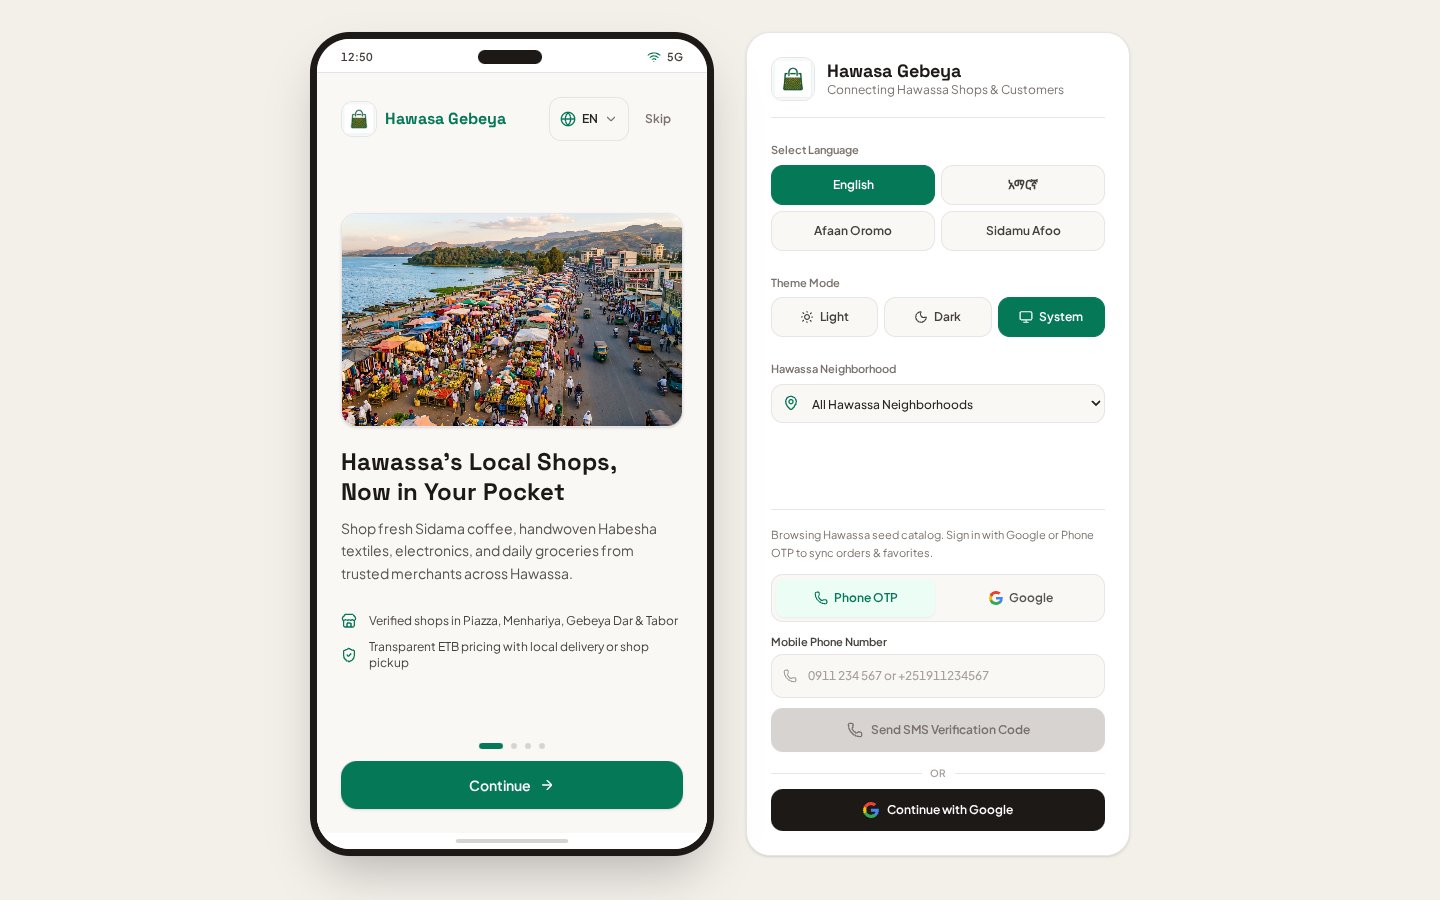 12:50
5G
Hawasa Gebeya
EN
Skip
Hawassa's Local Shops,
Now in Your Pocket
Shop fresh Sidama coffee, handwoven Habesha
textiles, electronics, and daily groceries from
trusted merchants across Hawassa.
Verified shops in Piazza, Menhariya, Gebeya Dar & Tabor
Transparent ETB pricing with local delivery or shop
pickup
Continue
Hawasa Gebeya
Connecting Hawassa Shops & Customers
Select Language
English
አማርኛ
Afaan Oromo
Sidamu Afoo
Theme Mode
Light
Dark
System
Hawassa Neighborhood
All Hawassa Neighborhoods
Browsing Hawassa seed catalog. Sign in with Google or Phone
OTP to sync orders & favorites.
Phone OTP
Google
Mobile Phone Number
0911 234 567 or +251911234567
Send SMS Verification Code
OR
Continue with Google